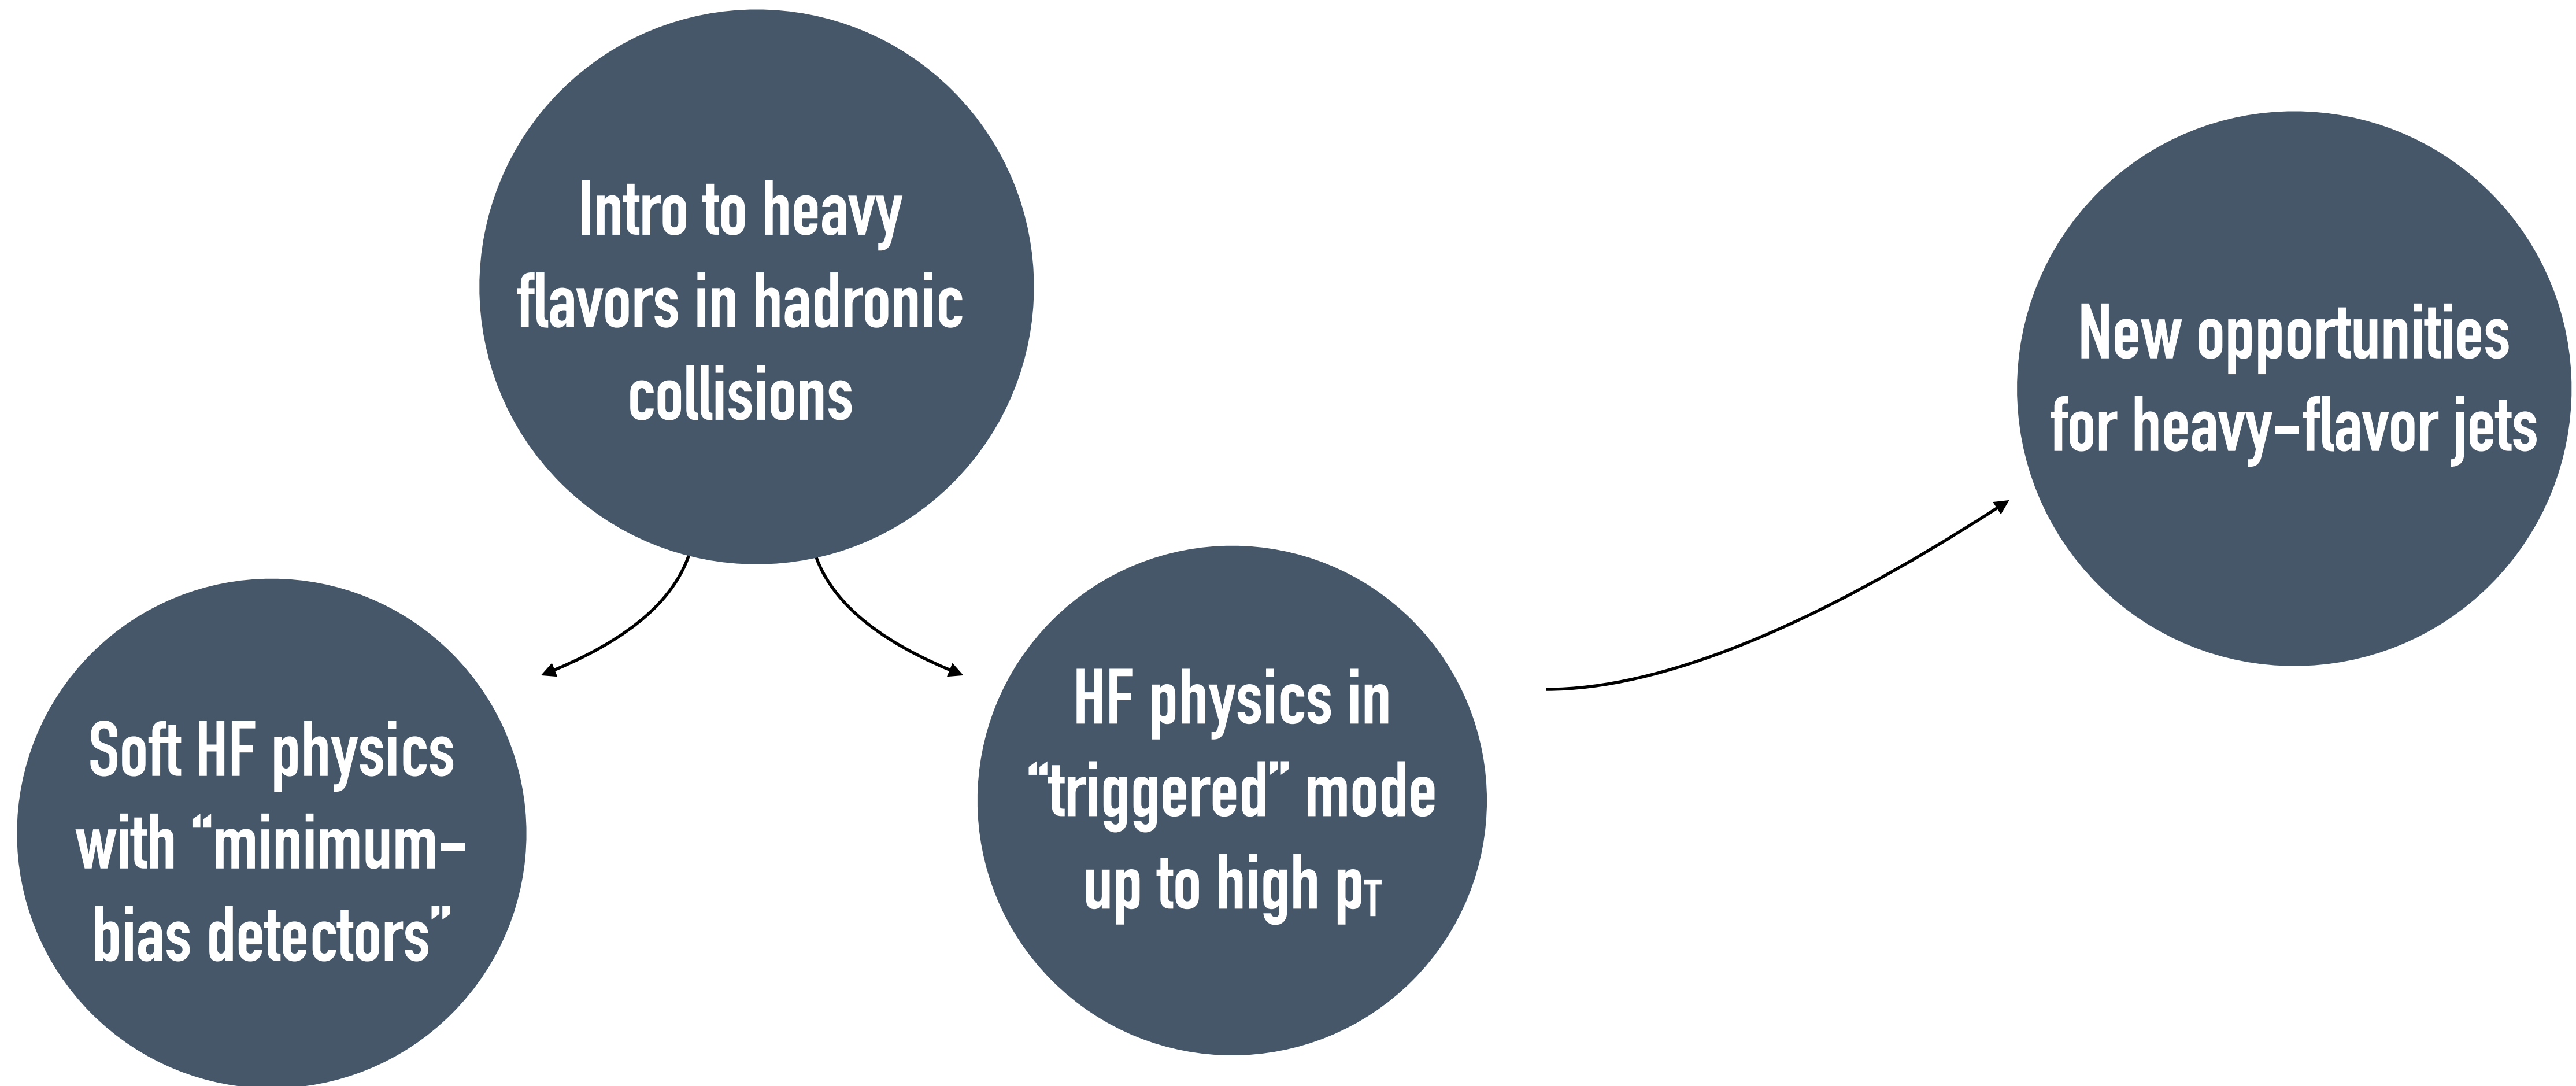 Intro to heavy
flavors in hadronic
collisions
New opportunities
for heavy-flavor jets
Soft HF physics
with “minimum-
bias detectors”
HF physics in
“triggered” mode
up to high pT